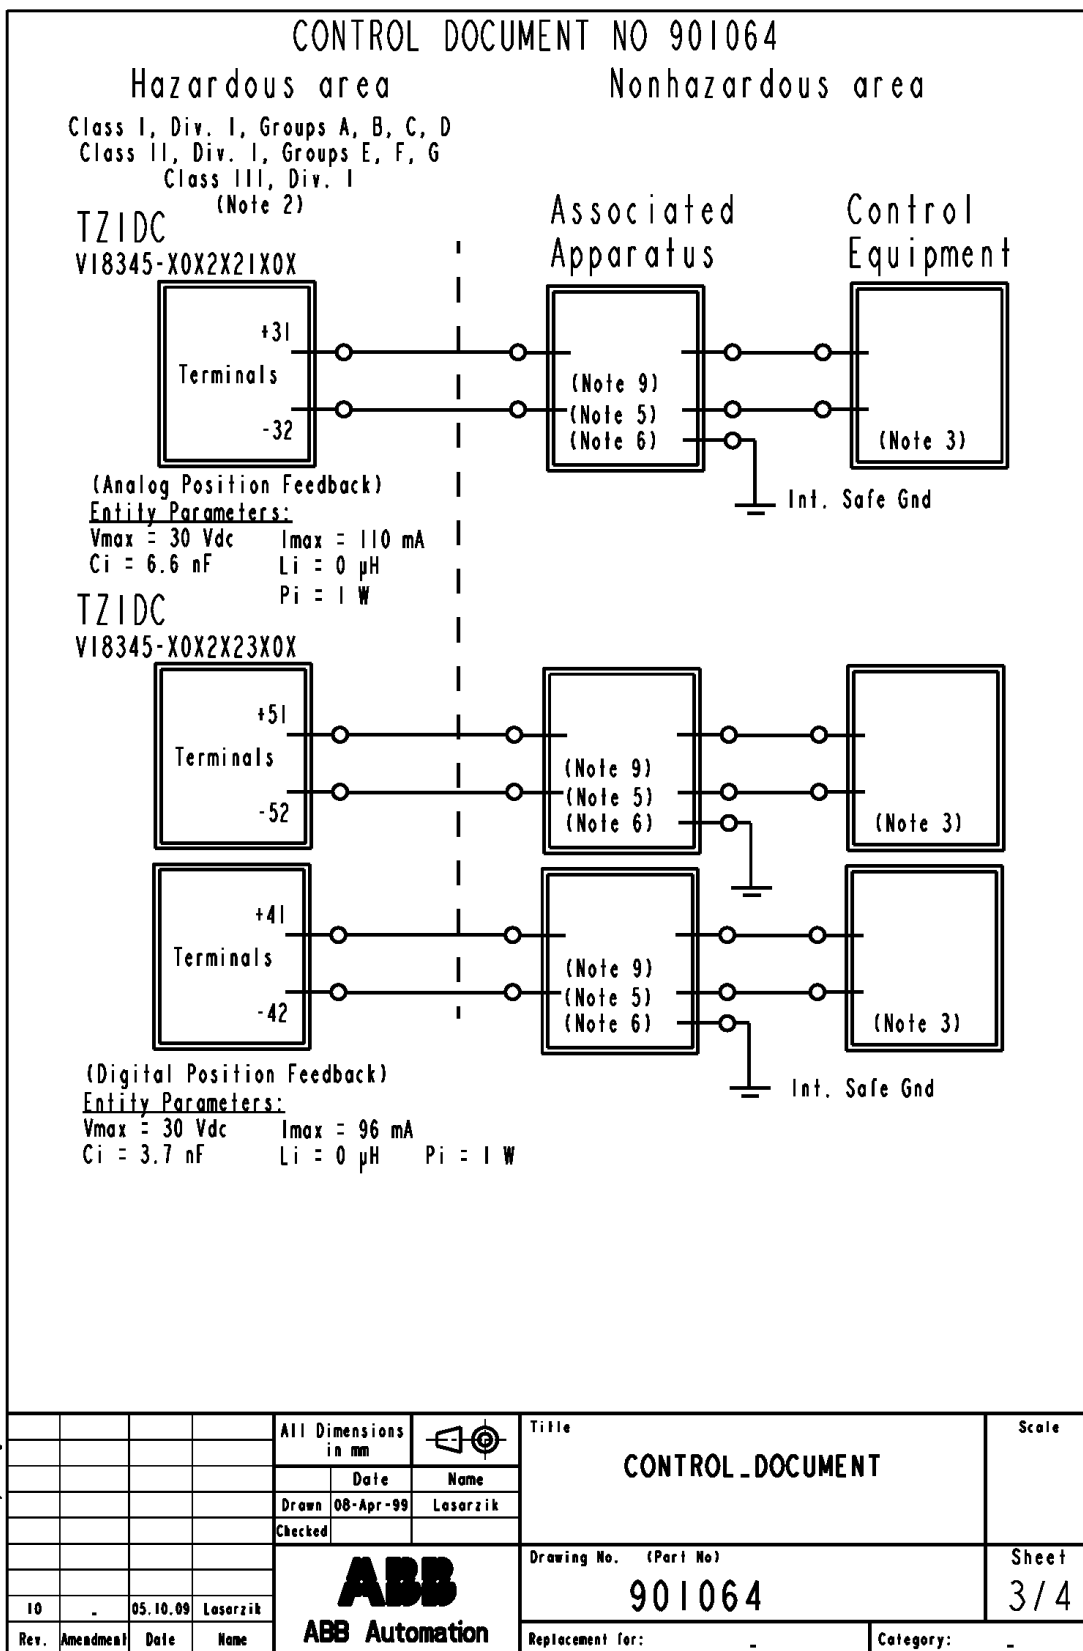 CONTROL DOCUMENT NO 901064
Hazardous area
Nonhazardous area
Class I, Div. I, Groups A, B, C, D
Class II, Div. I, Groups E, F, G
Class III, Div. I
(Note 2)
TZIDC
V18345-X0X2X21X0X
Associated
Apparatus
Control
Equipment
+31
Terminals
-32
(Note 9)
(Note 5)
(Note 6)
(Note 3)
Int. Safe Gnd
(Analog Position Feedback)
Entity Parameters:
Vmax = 30 Vdc Imax = 110 mA
Ci = 6.6 nF Li = 0 µH
Pi = 1 W
TZIDC
V18345-X0X2X23X0X
+51
Terminals
-52
(Note 9)
(Note 5)
(Note 6)
(Note 3)
+41
Terminals
-42
(Note 9)
(Note 5)
(Note 6)
(Note 3)
Int. Safe Gnd
(Digital Position Feedback)
Entity Parameters:
Vmax = 30 Vdc Imax = 96 mA
Ci = 3.7 nF Li = 0 µH Pi = 1 W
All Dimensions
in mm
Title
CONTROL_DOCUMENT
Scale
Date Name
Drawn 08-Apr-99 Lasarzik
Checked
ABB
ABB Automation
Drawing No. (Part No)
901064
Sheet
3/4
10 - 05.10.09 Lasarzik
Rev. Amendment Date Name
Replacement for: -
Category: -